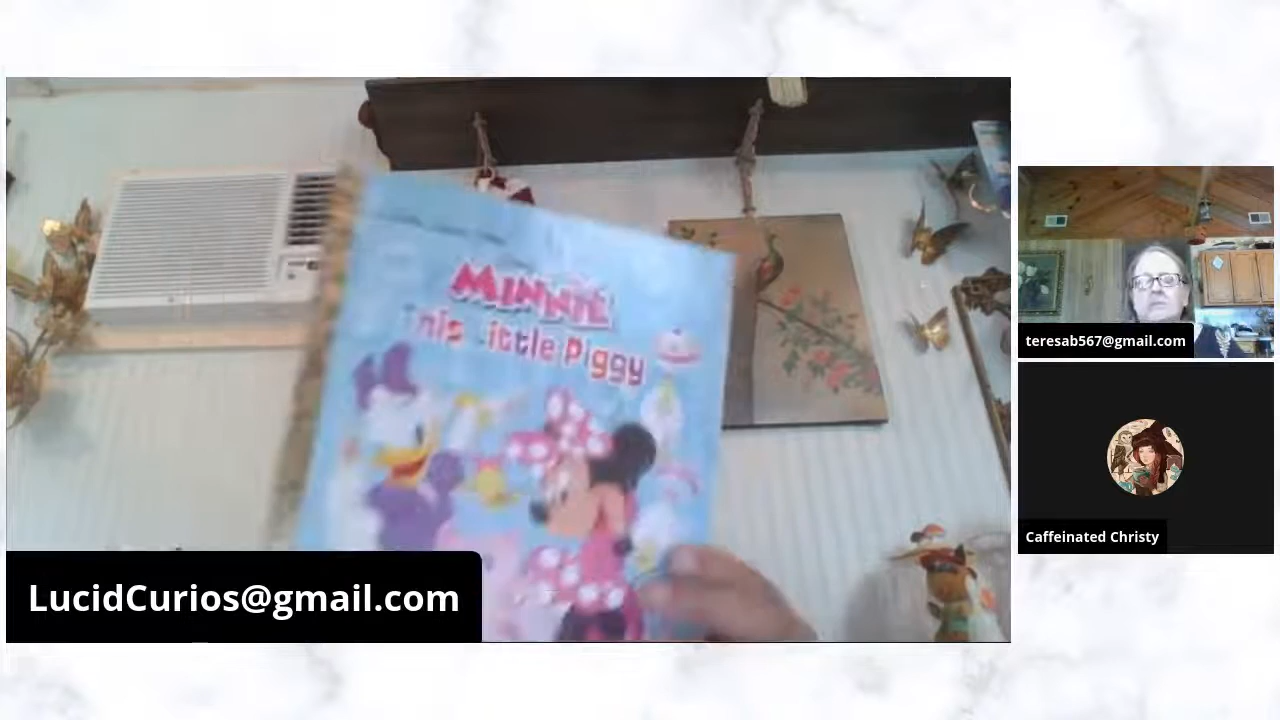 MINNIE
This Little Piggy
LucidCurios@gmail.com
teresab567@gmail.com
Caffeinated Christy